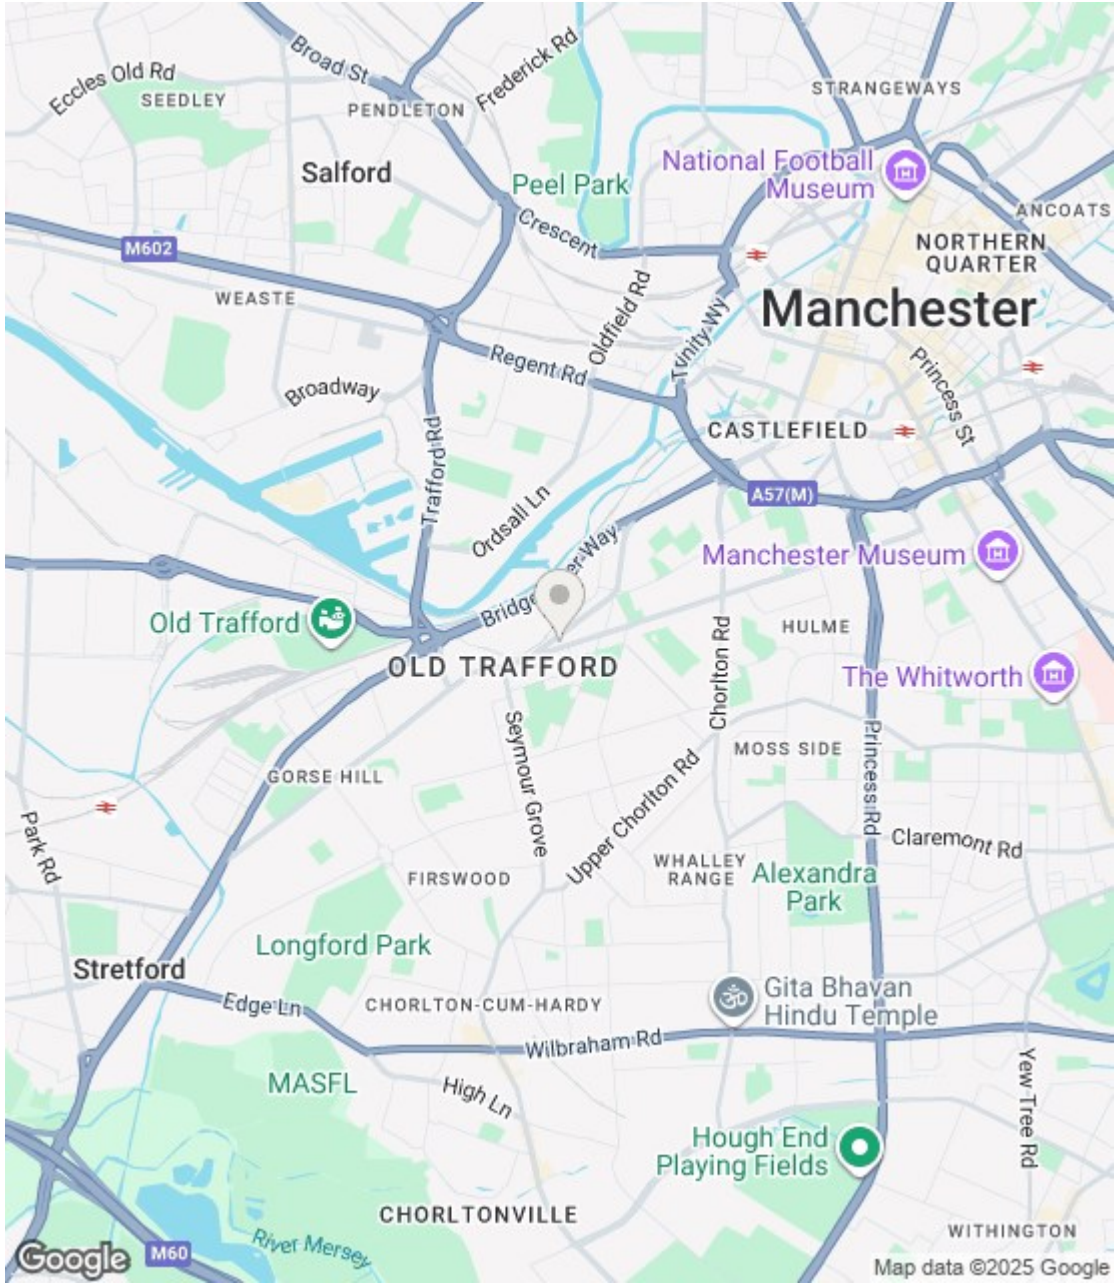 Broad St
Frederick Rd
Eccles Old Rd
SEEDLEY
PENDLETON
STRANGEWAYS
Salford
Peel Park
National Football
Museum
ANCOATS
Crescent
NORTHERN
QUARTER
M602
WEASTE
Oldfield Rd
Trinity Wy
Manchester
Regent Rd
Princess St
Broadway
CASTLEFIELD
Trafford Rd
A57(M)
Ordsall Ln
Manchester Museum
Old Trafford
HULME
OLD TRAFFORD
Chorlton Rd
The Whitworth
Seymour Grove
MOSS SIDE
Princess Rd
GORSE HILL
Upper Chorlton Rd
Park Rd
Claremont Rd
FIRSWOOD
WHALLEY
RANGE
Alexandra
Park
Longford Park
Stretford
Edge Ln
CHORLTON-CUM-HARDY
Gita Bhavan
Hindu Temple
Wilbraham Rd
MASFL
High Ln
Yew Tree Rd
Hough End
Playing Fields
CHORLTONVILLE
WITHINGTON
River Mersey
M60
Google
Map data ©2025 Google